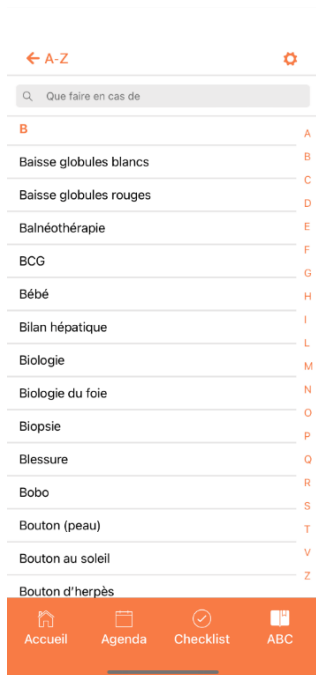 A-Z
Que faire en cas de
B
Baisse globules blancs
Baisse globules rouges
Balnéothérapie
BCG
Bébé
Bilan hépatique
Biologie
Biologie du foie
Biopsie
Blessure
Bobo
Bouton (peau)
Bouton au soleil
Bouton d'herpès
A
B
C
D
E
F
G
H
I
L
M
N
O
P
Q
R
S
T
V
Z
Accueil Agenda Checklist ABC